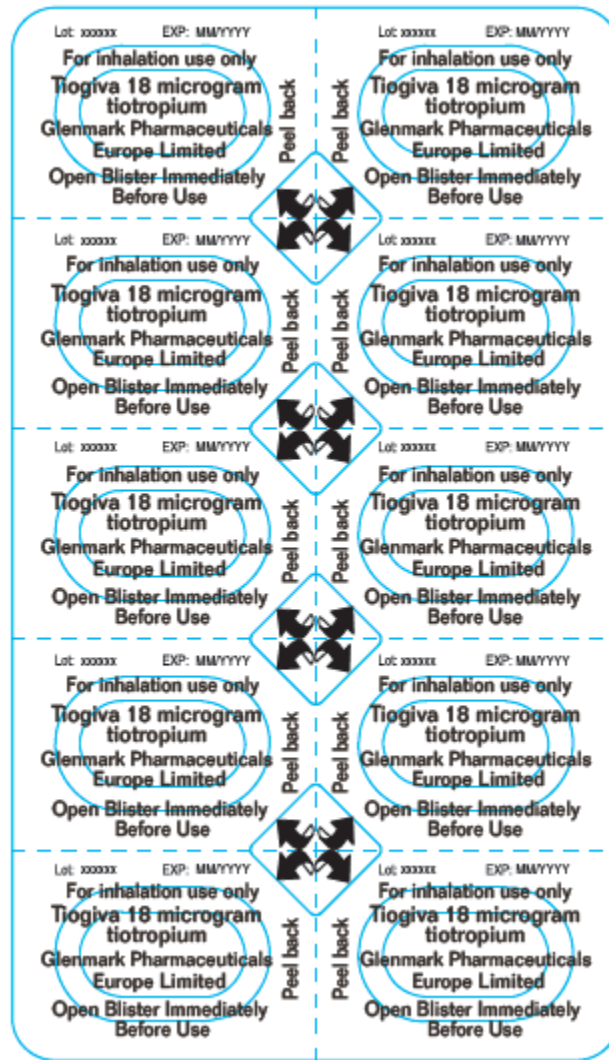 Lot: xxxxxx EXP: MM/YYYY
For inhalation use only
Tiogiva 18 microgram
tiotropium
Glenmark Pharmaceuticals
Europe Limited
Open Blister Immediately
Before Use
Peel back
Peel back
Lot: xxxxxx EXP: MM/YYYY
For inhalation use only
Tiogiva 18 microgram
tiotropium
Glenmark Pharmaceuticals
Europe Limited
Open Blister Immediately
Before Use
Lot: xxxxxx EXP: MM/YYYY
For inhalation use only
Tiogiva 18 microgram
tiotropium
Glenmark Pharmaceuticals
Europe Limited
Open Blister Immediately
Before Use
Peel back
Peel back
Lot: xxxxxx EXP: MM/YYYY
For inhalation use only
Tiogiva 18 microgram
tiotropium
Glenmark Pharmaceuticals
Europe Limited
Open Blister Immediately
Before Use
Lot: xxxxxx EXP: MM/YYYY
For inhalation use only
Tiogiva 18 microgram
tiotropium
Glenmark Pharmaceuticals
Europe Limited
Open Blister Immediately
Before Use
Peel back
Peel back
Lot: xxxxxx EXP: MM/YYYY
For inhalation use only
Tiogiva 18 microgram
tiotropium
Glenmark Pharmaceuticals
Europe Limited
Open Blister Immediately
Before Use
Lot: xxxxxx EXP: MM/YYYY
For inhalation use only
Tiogiva 18 microgram
tiotropium
Glenmark Pharmaceuticals
Europe Limited
Open Blister Immediately
Before Use
Peel back
Peel back
Lot: xxxxxx EXP: MM/YYYY
For inhalation use only
Tiogiva 18 microgram
tiotropium
Glenmark Pharmaceuticals
Europe Limited
Open Blister Immediately
Before Use
Lot: xxxxxx EXP: MM/YYYY
For inhalation use only
Tiogiva 18 microgram
tiotropium
Glenmark Pharmaceuticals
Europe Limited
Open Blister Immediately
Before Use
Peel back
Peel back
Lot: xxxxxx EXP: MM/YYYY
For inhalation use only
Tiogiva 18 microgram
tiotropium
Glenmark Pharmaceuticals
Europe Limited
Open Blister Immediately
Before Use